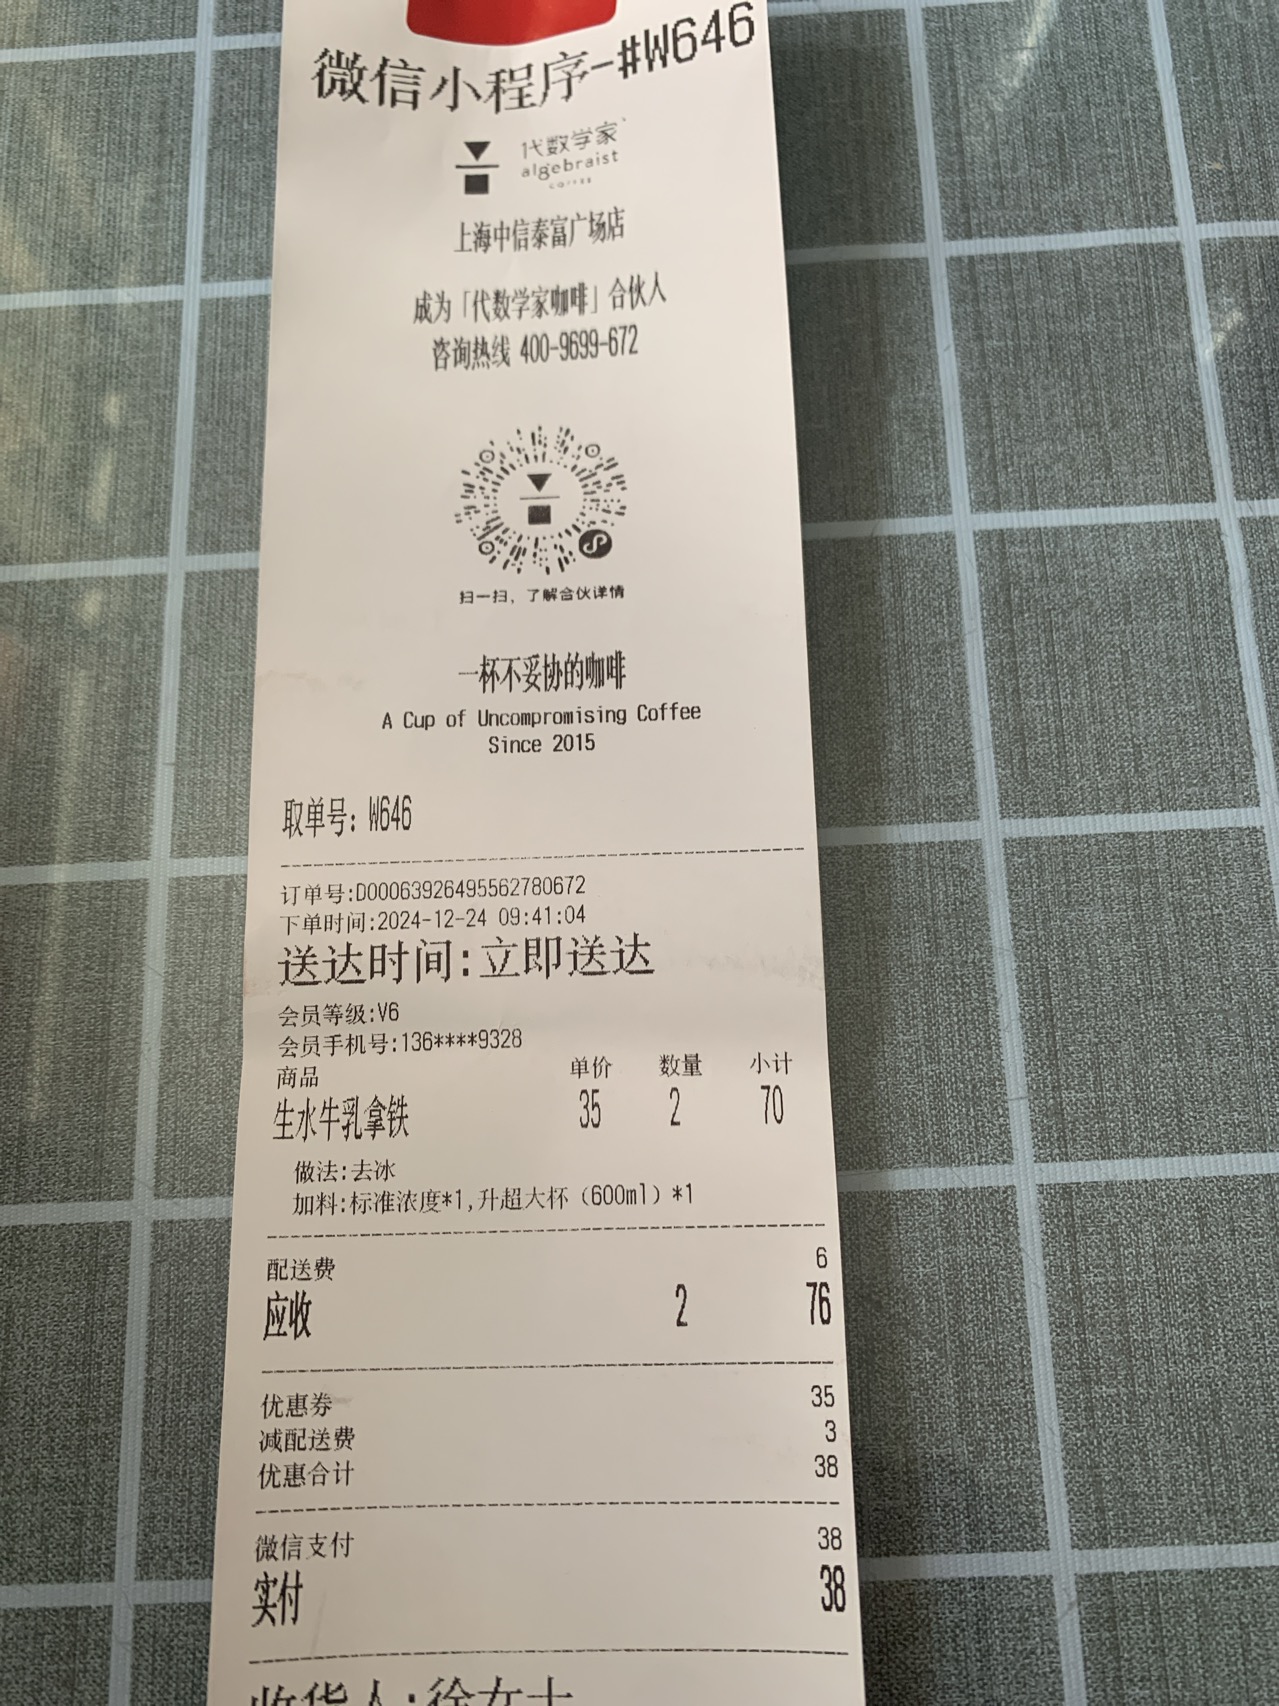 微信小程序-#W646
代数学家
algebraist
COFFEE
上海中信泰富广场店
成为「代数学家咖啡」合伙人
咨询热线 400-9699-672
扫一扫，了解合伙详情
一杯不妥协的咖啡
A Cup of Uncompromising Coffee
Since 2015
取单号: W646
订单号:D00063926495562780672
下单时间:2024-12-24 09:41:04
送达时间:立即送达
会员等级:V6
会员手机号:136****9328
商品 单价 数量 小计
生水牛乳拿铁 35 2 70
做法:去冰
加料:标准浓度*1,升超大杯（600ml）*1
配送费 6
应收 2 76
优惠券 35
减配送费 3
优惠合计 38
微信支付 38
实付 38
收货人:徐女士